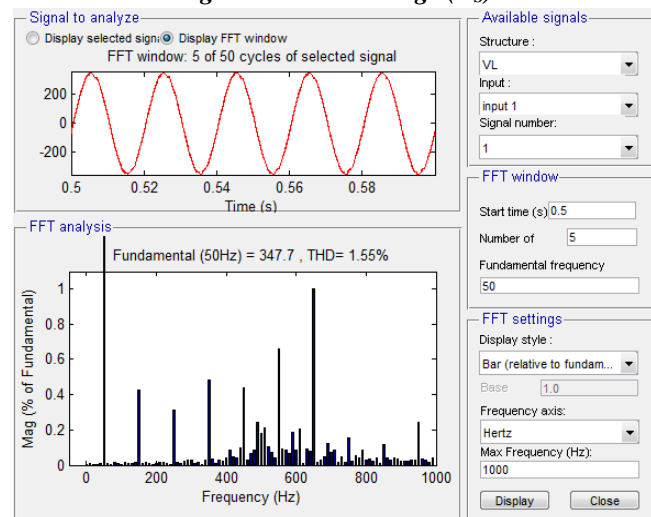 Signal to analyze
Display selected signa
Display FFT window
FFT window: 5 of 50 cycles of selected signal
200
0
-200
0.5 0.52 0.54 0.56 0.58
Time (s)
FFT analysis
Fundamental (50Hz) = 347.7 , THD= 1.55%
Mag (% of Fundamental)
1
0.8
0.6
0.4
0.2
0
0 200 400 600 800 1000
Frequency (Hz)
Available signals
Structure :
VL
Input :
input 1
Signal number:
1
FFT window
Start time (s) 0.5
Number of 5
Fundamental frequency
50
FFT settings
Display style :
Bar (relative to fundam...
Base 1.0
Frequency axis:
Hertz
Max Frequency (Hz):
1000
Display Close